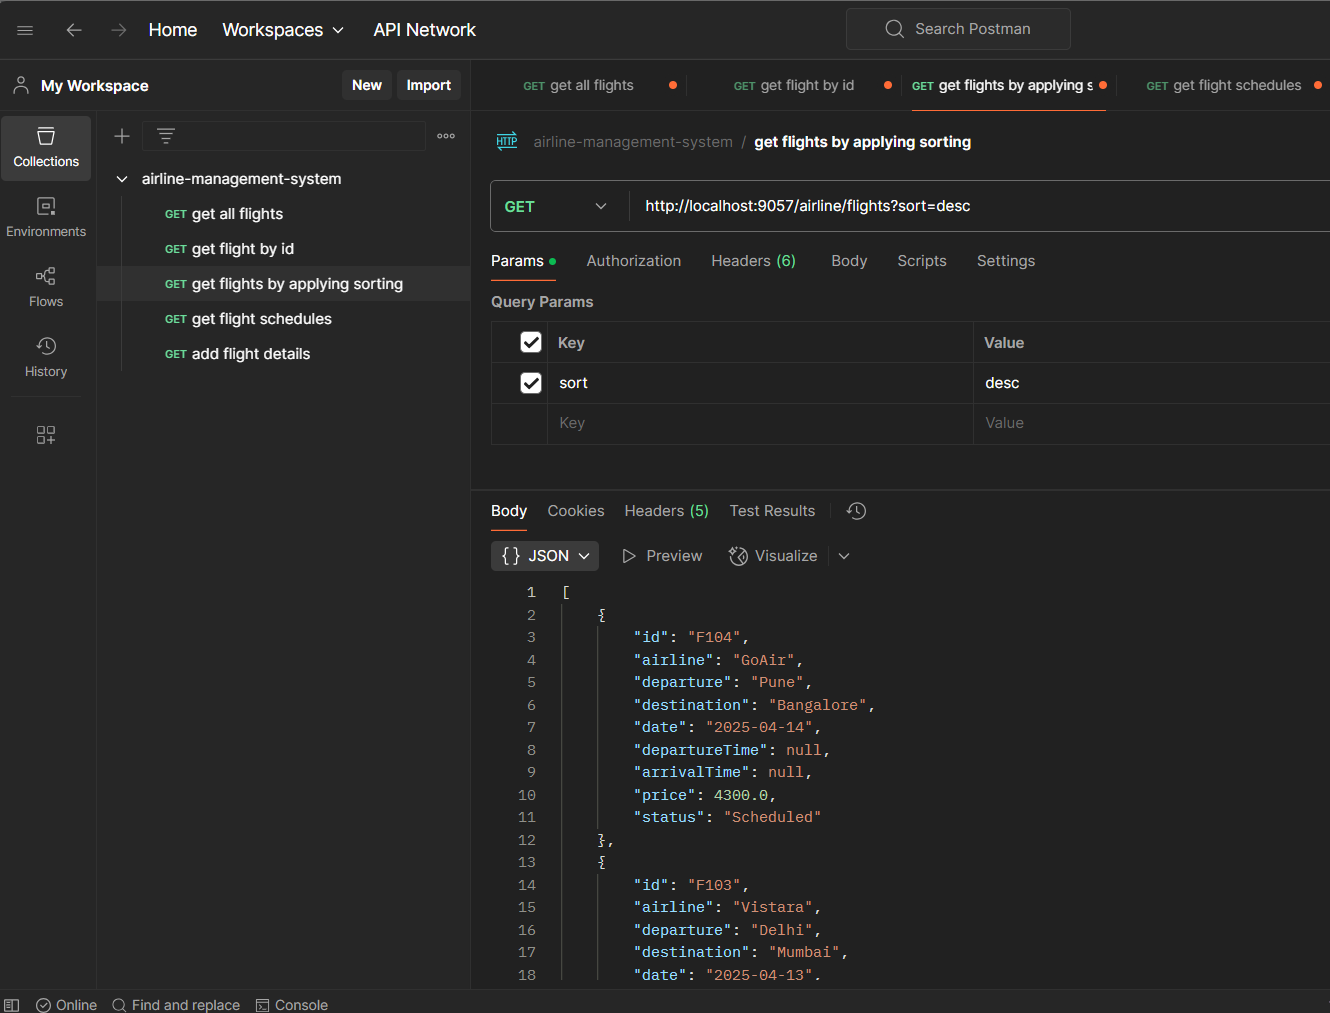 Home Workspaces API Network Search Postman
My Workspace New Import
GET get all flights GET get flight by id GET get flights by applying s GET get flight schedules
Collections
Environments
Flows
History
airline-management-system
GET get all flights
GET get flight by id
GET get flights by applying sorting
GET get flight schedules
GET add flight details
HTTP airline-management-system / get flights by applying sorting
GET http://localhost:9057/airline/flights?sort=desc
Params Authorization Headers (6) Body Scripts Settings
Query Params
Key Value
sort desc
Key Value
Body Cookies Headers (5) Test Results
{} JSON Preview Visualize
1 [
2 {
3 "id": "F104",
4 "airline": "GoAir",
5 "departure": "Pune",
6 "destination": "Bangalore",
7 "date": "2025-04-14",
8 "departureTime": null,
9 "arrivalTime": null,
10 "price": 4300.0,
11 "status": "Scheduled"
12 },
13 {
14 "id": "F103",
15 "airline": "Vistara",
16 "departure": "Delhi",
17 "destination": "Mumbai",
18 "date": "2025-04-13",
Online Find and replace Console